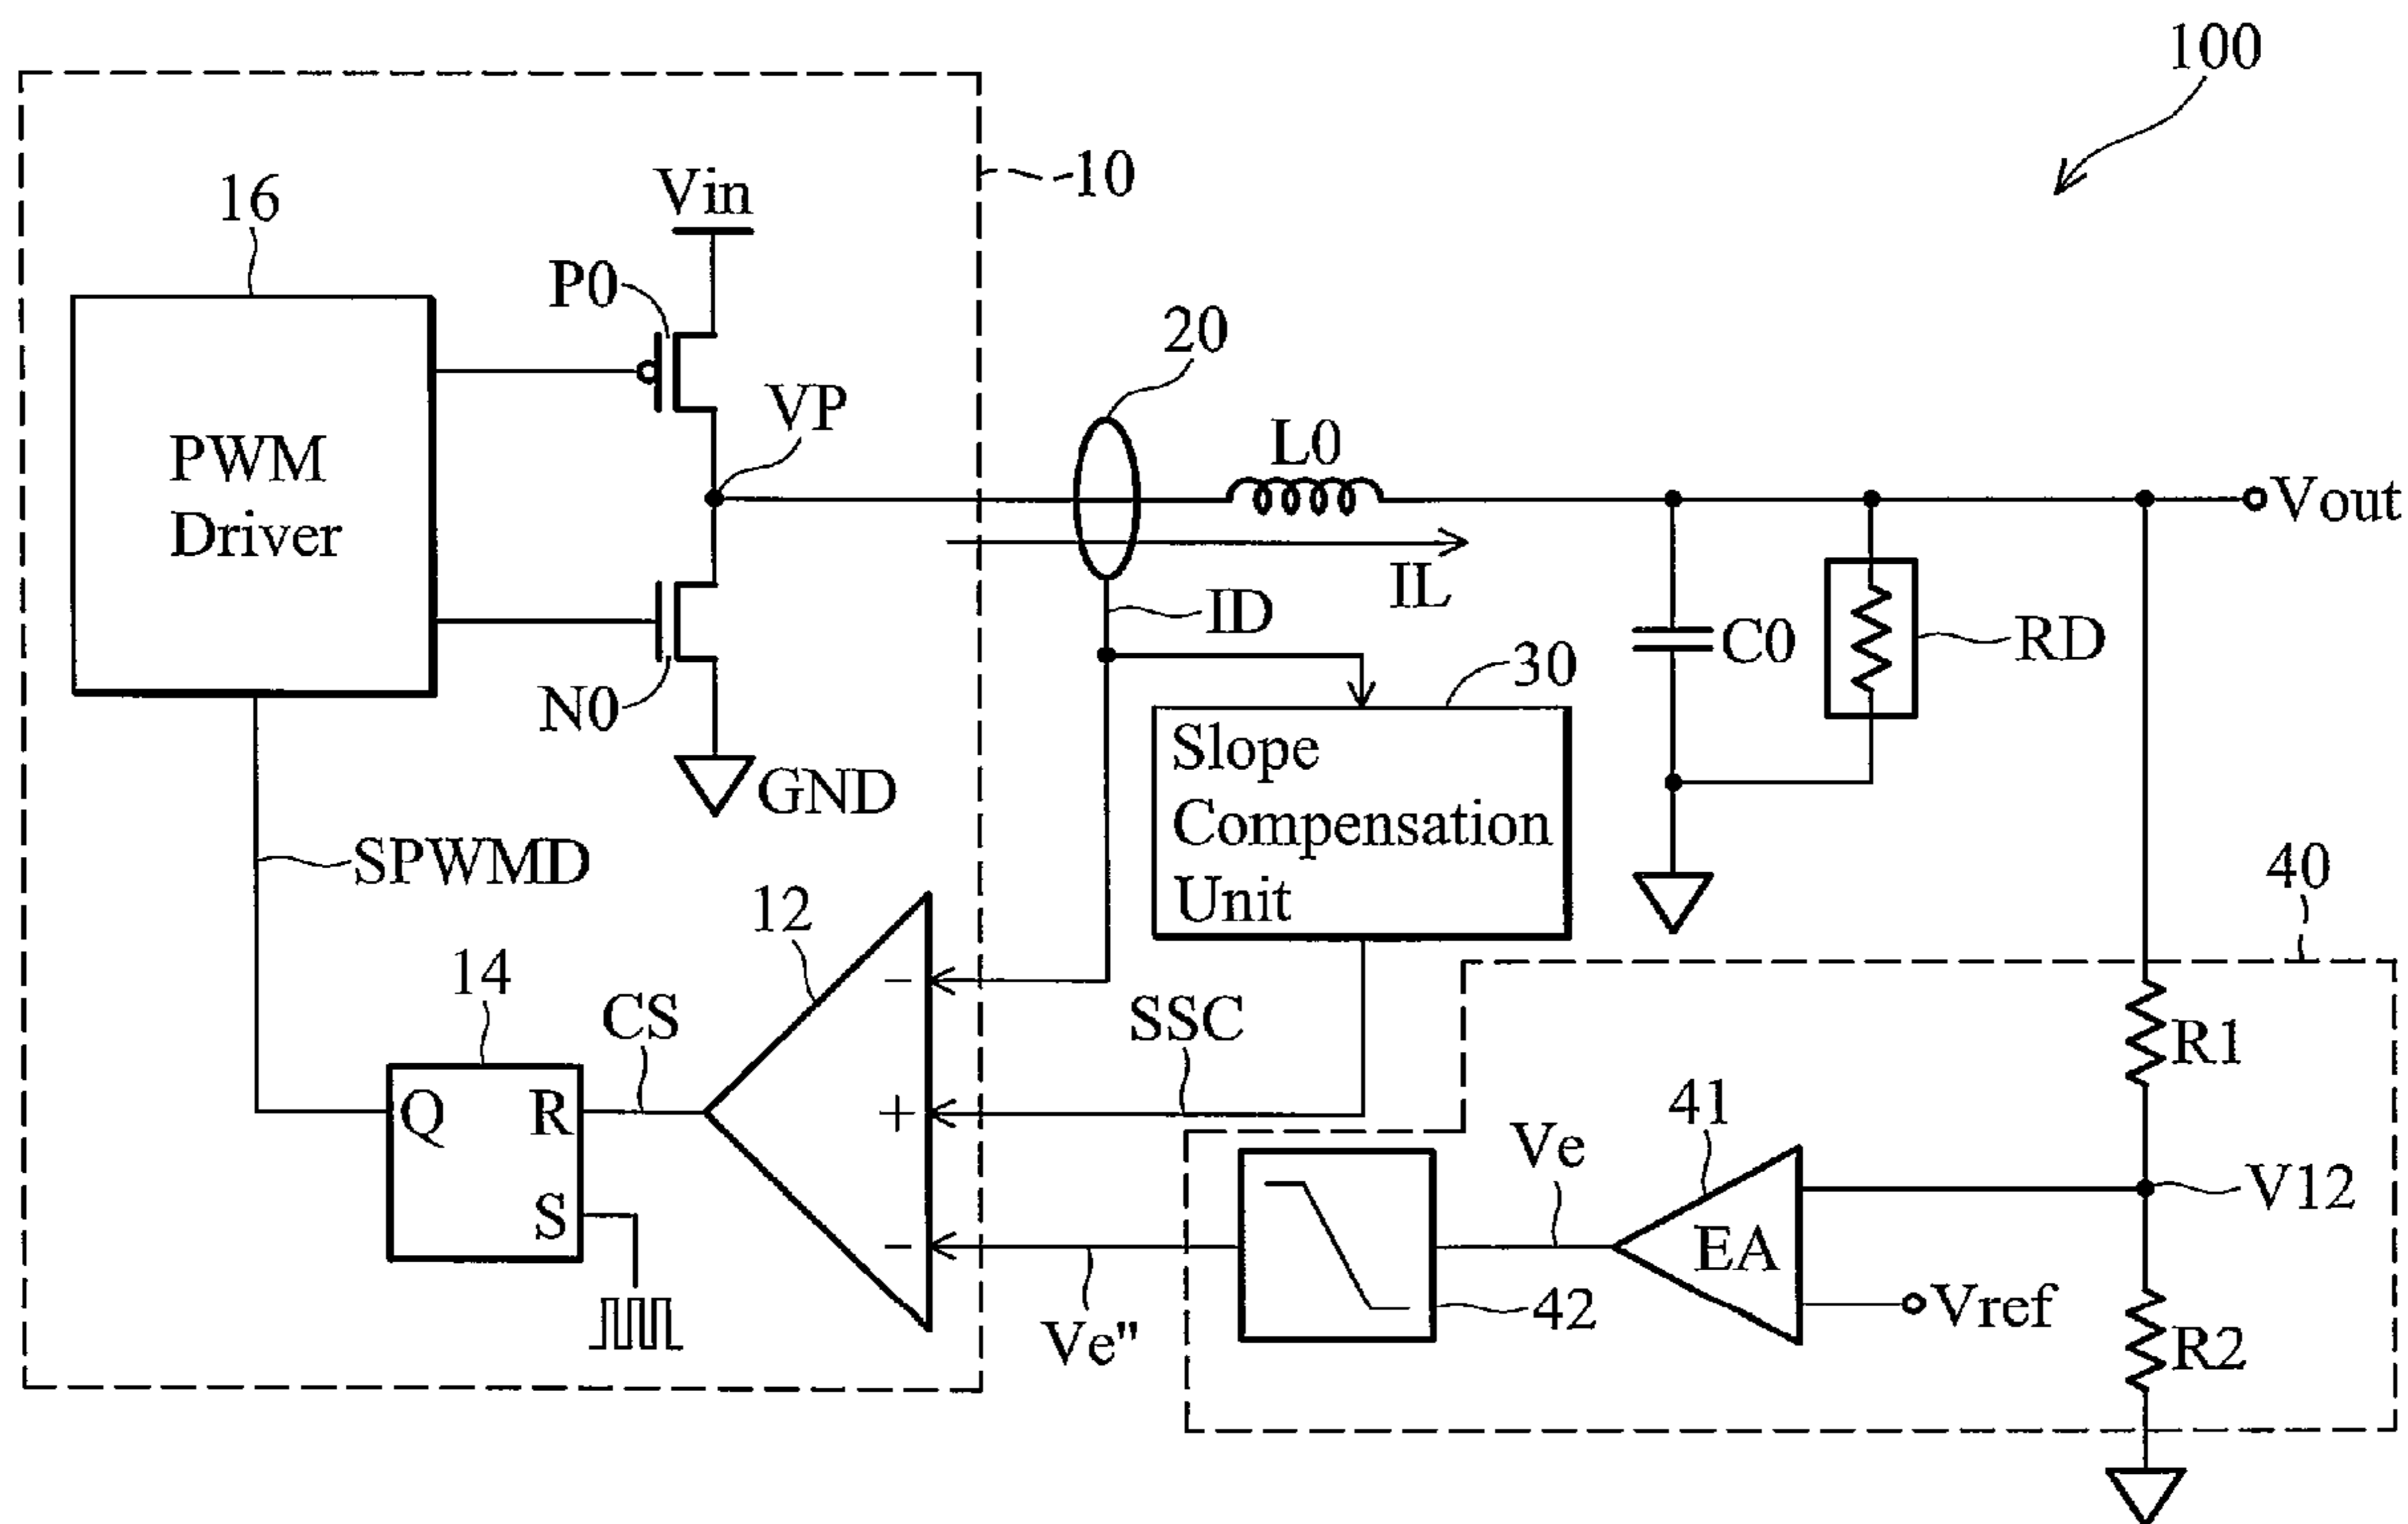 100
10
16
Vin
P0
20
VP
L0
PWM
Driver
Vout
IL
ID
C0
RD
30
N0
Slope
Compensation
Unit
GND
SPWMD
40
12
−
14
CS
SSC
R1
Q
R
+
41
Ve
V12
S
−
EA
Vref
42
Ve"
R2